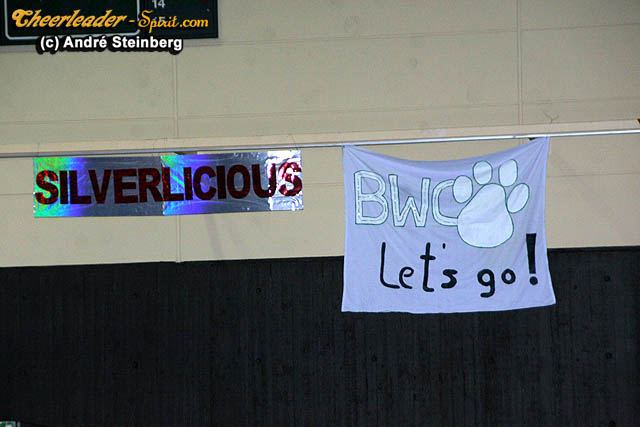 Cheerleader-Spirit.com
(c) André Steinberg
14
SILVERLICIOUS
BWC
Let's go!